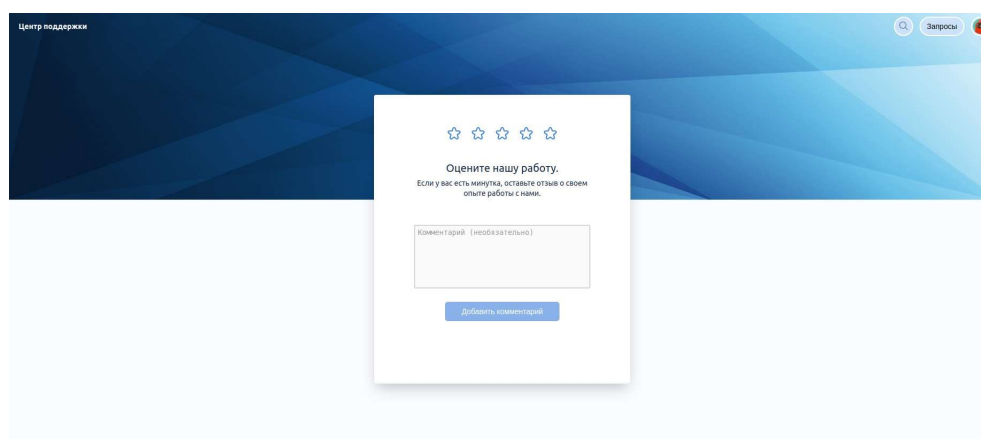 Центр поддержки
Запросы
Оцените нашу работу.
Если у вас есть минутка, оставьте отзыв о своем
опыте работы с нами.
Комментарий (необязательно)
Добавить комментарий